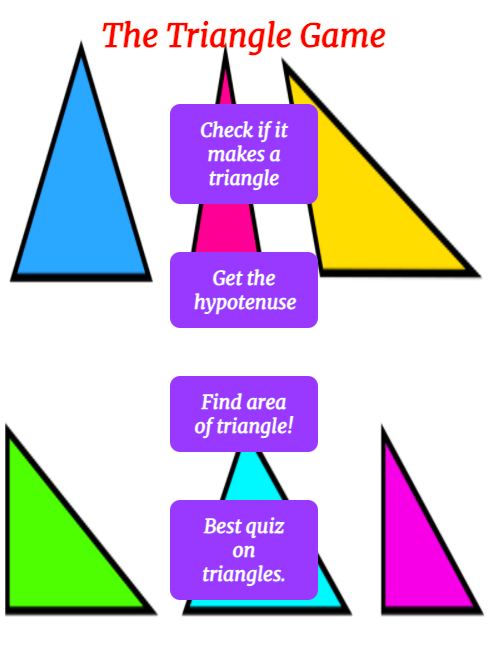 The Triangle Game
Check if it
makes a
triangle
Get the
hypotenuse
Find area
of triangle!
Best quiz
on
triangles.